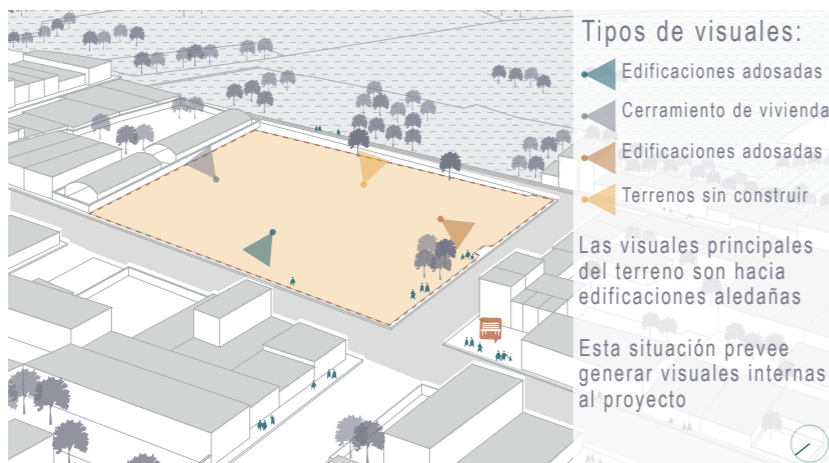 Tipos de visuales:
Edificaciones adosadas
Cerramiento de vivienda
Edificaciones adosadas
Terrenos sin construir
Las visuales principales
del terreno son hacia
edificaciones aledañas
Esta situación prevee
generar visuales internas
al proyecto